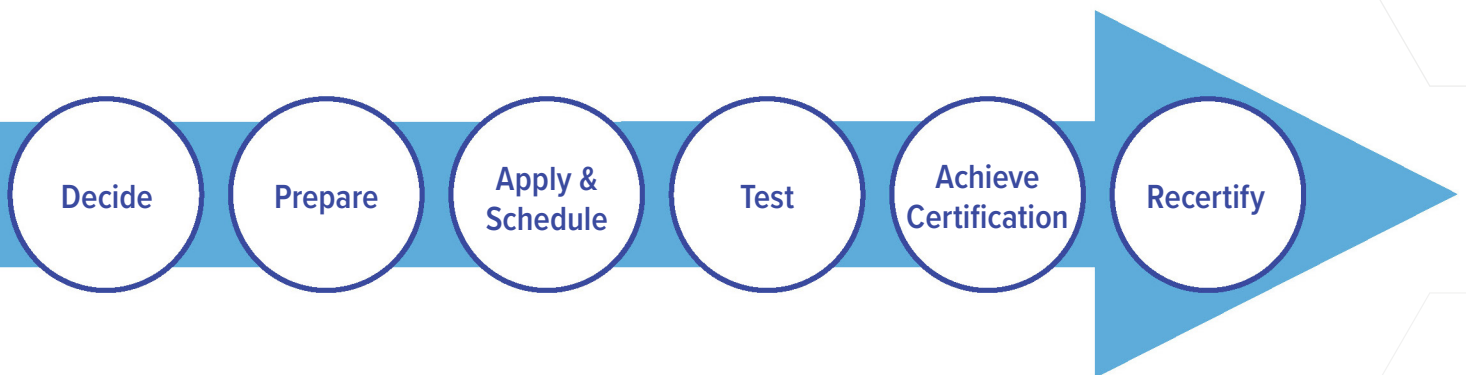 Decide
Prepare
Apply &
Schedule
Test
Achieve
Certification
Recertify